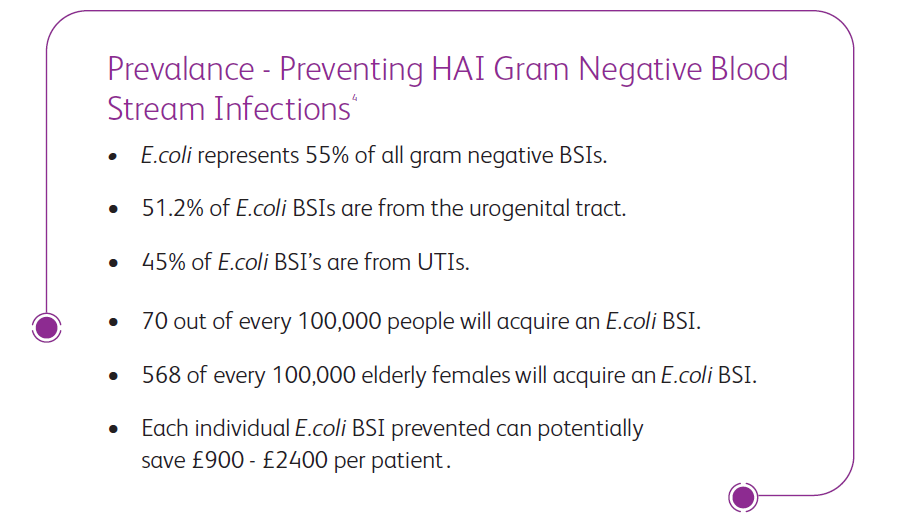 Prevalance - Preventing HAI Gram Negative Blood
Stream Infections⁴
• E.coli represents 55% of all gram negative BSIs.
• 51.2% of E.coli BSIs are from the urogenital tract.
• 45% of E.coli BSI’s are from UTIs.
• 70 out of every 100,000 people will acquire an E.coli BSI.
• 568 of every 100,000 elderly females will acquire an E.coli BSI.
• Each individual E.coli BSI prevented can potentially
save £900 - £2400 per patient.